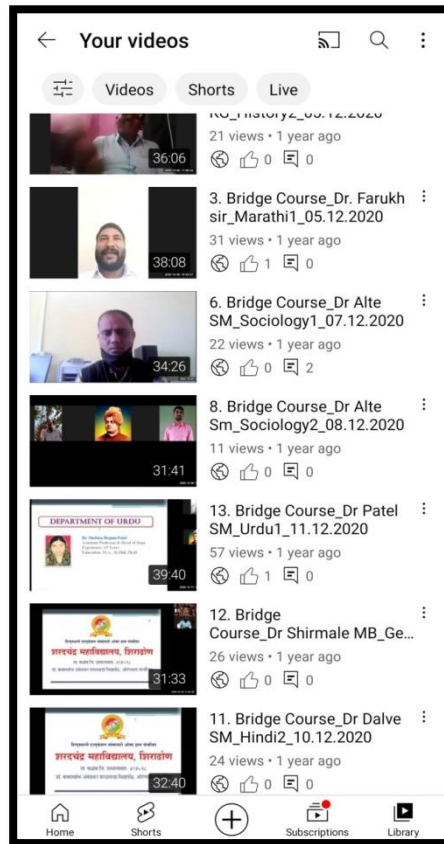 Your videos
Videos
Shorts
Live
KG_History2_05.12.2020
21 views • 1 year ago
36:06
0
0
3. Bridge Course_Dr. Farukh
sir_Marathi1_05.12.2020
31 views • 1 year ago
38:08
1
0
6. Bridge Course_Dr Alte
SM_Sociology1_07.12.2020
22 views • 1 year ago
34:26
0
2
8. Bridge Course_Dr Alte
Sm_Sociology2_08.12.2020
11 views • 1 year ago
31:41
0
0
DEPARTMENT OF URDU
39:40
13. Bridge Course_Dr Patel
SM_Urdu1_11.12.2020
57 views • 1 year ago
1
0
शरदचंद्र महाविद्यालय, शिराढोण
31:33
12. Bridge
Course_Dr Shirmale MB_Ge...
26 views • 1 year ago
0
0
शरदचंद्र महाविद्यालय, शिराढोण
32:40
11. Bridge Course_Dr Dalve
SM_Hindi2_10.12.2020
24 views • 1 year ago
0
0
Home
Shorts
Subscriptions
Library